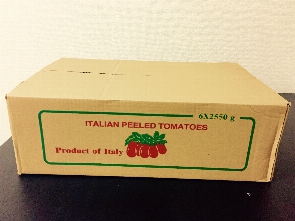 6X2550 g
ITALIAN PEELED TOMATOES
Product of Italy